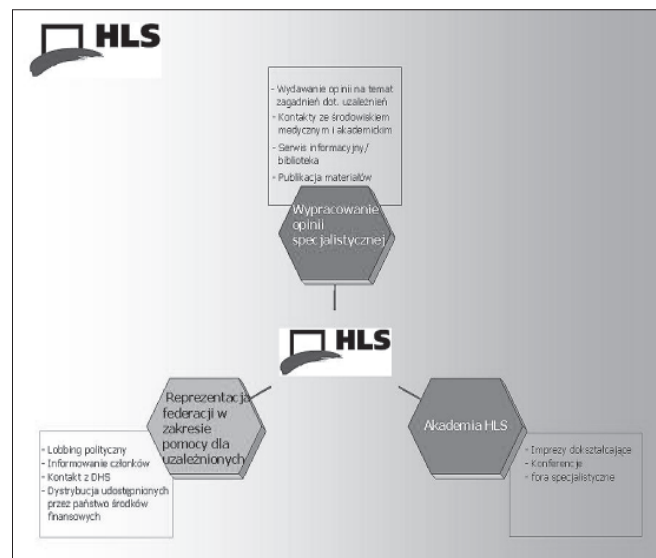 HLS
- Wydawanie opinii na temat
zagadnień dot. uzależnień
- Kontakty ze środowiskiem
medycznym i akademickim
- Serwis informacyjny/
biblioteka
- Publikacja materiałów
Wypracowanie
opinii
specjalistycznej
HLS
Reprezentacja
federacji w
zakresie
pomocy dla
uzależnionych
- Lobbing polityczny
- Informowanie członków
- Kontakt z DHS
- Dystrybucja udostępnionych
przez państwo środków
finansowych
Akademia HLS
- Imprezy dokształcające
- Konferencje
- fora specjalistyczne